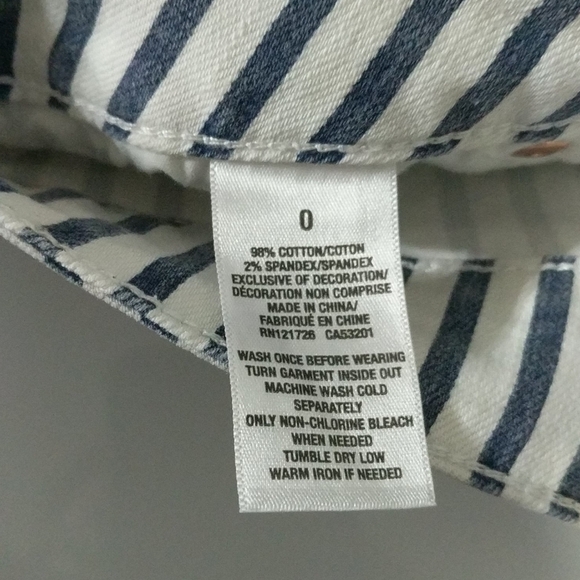 0
98% COTTON/COTON
2% SPANDEX/SPANDEX
EXCLUSIVE OF DECORATION/
DÉCORATION NON COMPRISE
MADE IN CHINA/
FABRIQUÉ EN CHINE
RN121726 CA53201
WASH ONCE BEFORE WEARING
TURN GARMENT INSIDE OUT
MACHINE WASH COLD
SEPARATELY
ONLY NON-CHLORINE BLEACH
WHEN NEEDED
TUMBLE DRY LOW
WARM IRON IF NEEDED